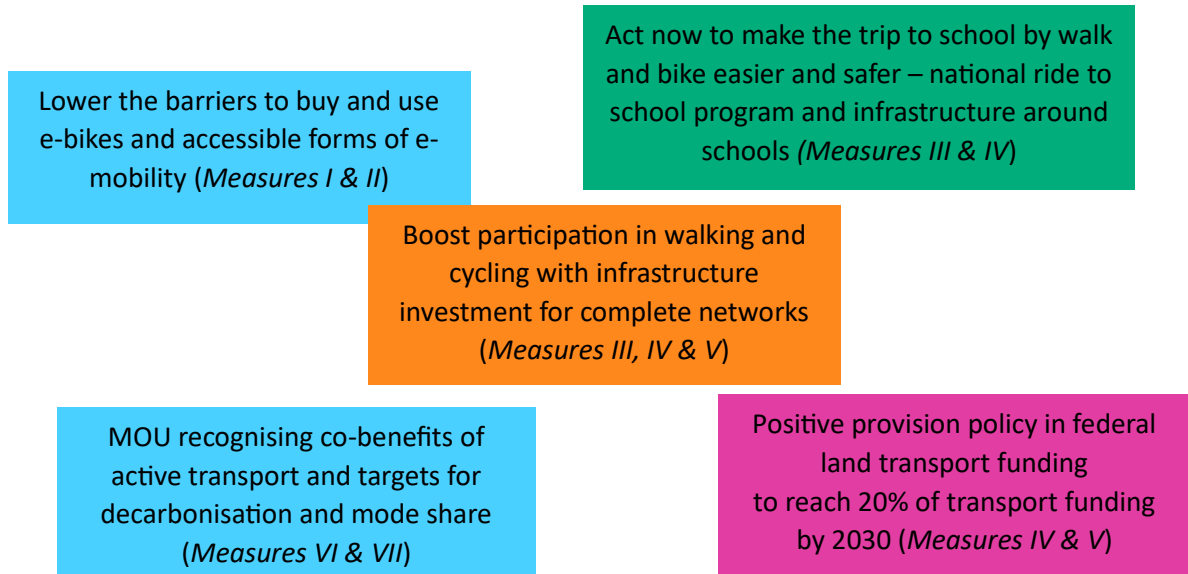 Lower the barriers to buy and use
e-bikes and accessible forms of e-
mobility (Measures I & II)
Act now to make the trip to school by walk
and bike easier and safer – national ride to
school program and infrastructure around
schools (Measures III & IV)
Boost participation in walking and
cycling with infrastructure
investment for complete networks
(Measures III, IV & V)
MOU recognising co-benefits of
active transport and targets for
decarbonisation and mode share
(Measures VI & VII)
Positive provision policy in federal
land transport funding
to reach 20% of transport funding
by 2030 (Measures IV & V)